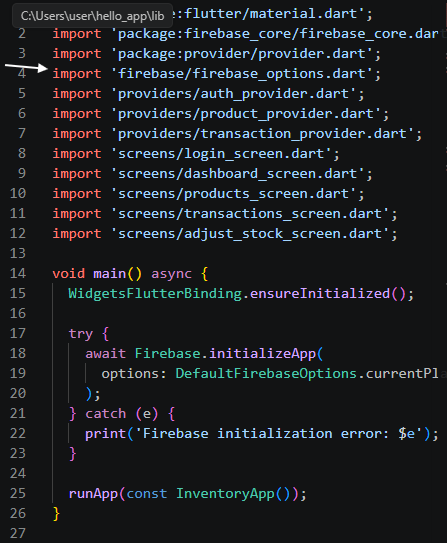 C:\Users\user\hello_app\lib
:flutter/material.dart';
2 import 'package:firebase_core/firebase_core.dart
3 import 'package:provider/provider.dart';
4 import 'firebase/firebase_options.dart';
5 import 'providers/auth_provider.dart';
6 import 'providers/product_provider.dart';
7 import 'providers/transaction_provider.dart';
8 import 'screens/login_screen.dart';
9 import 'screens/dashboard_screen.dart';
10 import 'screens/products_screen.dart';
11 import 'screens/transactions_screen.dart';
12 import 'screens/adjust_stock_screen.dart';
13
14 void main() async {
15 WidgetsFlutterBinding.ensureInitialized();
16
17 try {
18 await Firebase.initializeApp(
19 options: DefaultFirebaseOptions.currentPl
20 );
21 } catch (e) {
22 print('Firebase initialization error: $e');
23 }
24
25 runApp(const InventoryApp());
26 }
27